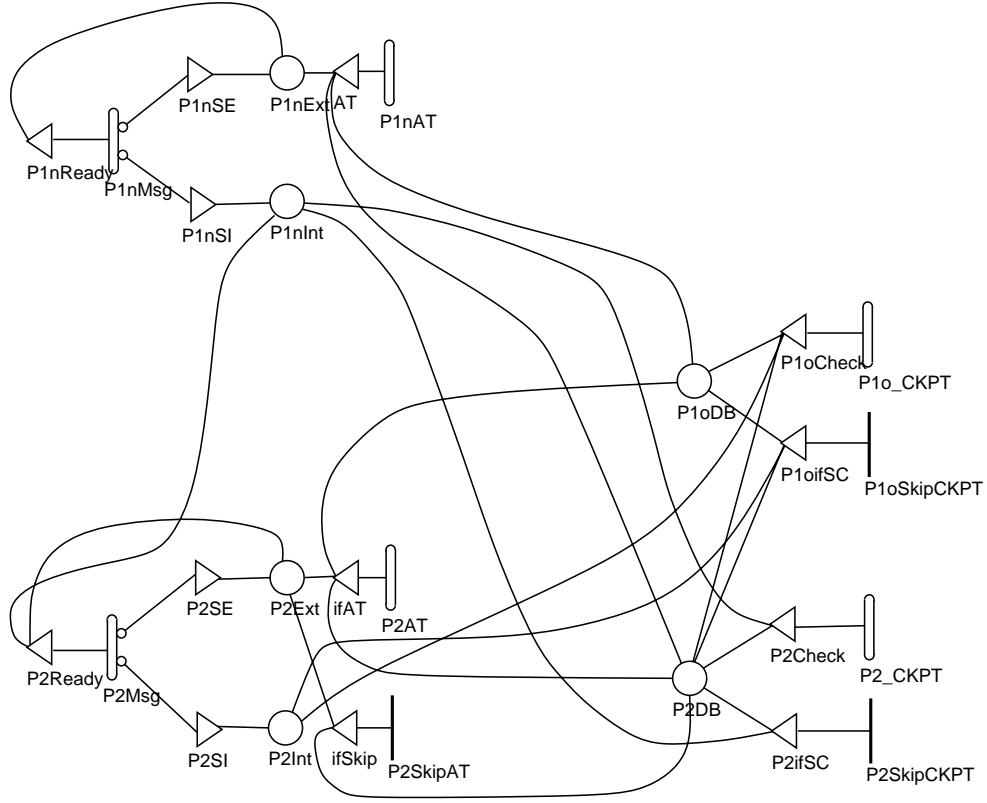 P1nSE
P1nExt
AT
P1nAT
P1nReady
P1nMsg
P1nSI
P1nInt
P1oCheck
P1o_CKPT
P1oDB
P1oifSC
P1oSkipCKPT
P2SE
P2Ext
ifAT
P2AT
P2Ready
P2Msg
P2Check
P2_CKPT
P2DB
P2SI
P2Int
ifSkip
P2SkipAT
P2ifSC
P2SkipCKPT